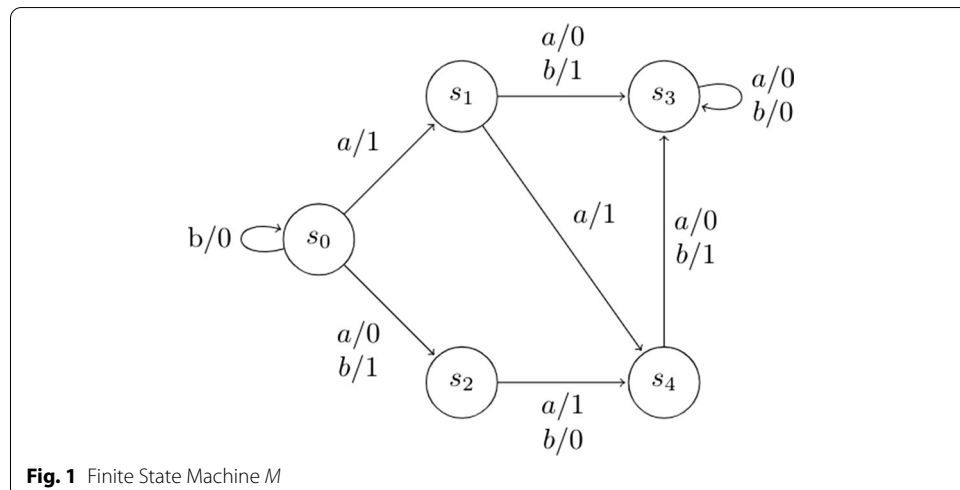 a/0
b/1
s1
s3
a/0
b/0
a/1
a/1
a/0
b/1
b/0
s0
a/0
b/1
s2
s4
a/1
b/0
Fig. 1 Finite State Machine M